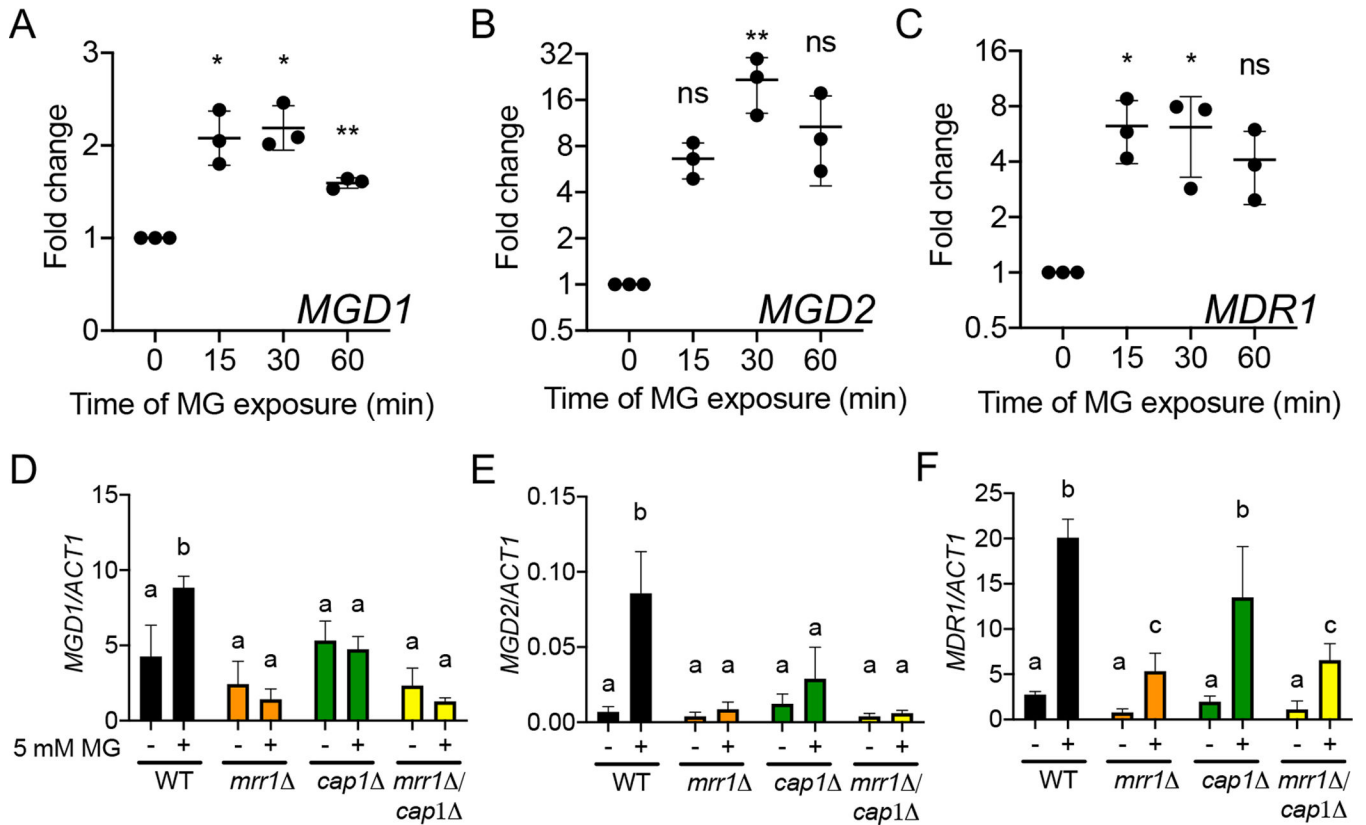 A
3
2
1
0
Fold change
*
*
**
MGD1
0
15
30
60
Time of MG exposure (min)
B
32
16
8
4
2
1
0.5
Fold change
ns
**
ns
MGD2
0
15
30
60
Time of MG exposure (min)
C
16
8
4
2
1
0.5
Fold change
*
*
ns
MDR1
0
15
30
60
Time of MG exposure (min)
D
15
10
5
0
MGD1/ACT1
a
b
a
a
a
a
a
a
5 mM MG
- + - + - + - +
WT
mrr1Δ
cap1Δ
mrr1Δ/
cap1Δ
E
0.15
0.10
0.05
0.00
MGD2/ACT1
a
b
a
a
a
a
a
a
- + - + - + - +
WT
mrr1Δ
cap1Δ
mrr1Δ/
cap1Δ
F
25
20
15
10
5
0
MDR1/ACT1
a
b
a
c
a
b
a
c
- + - + - + - +
WT
mrr1Δ
cap1Δ
mrr1Δ/
cap1Δ